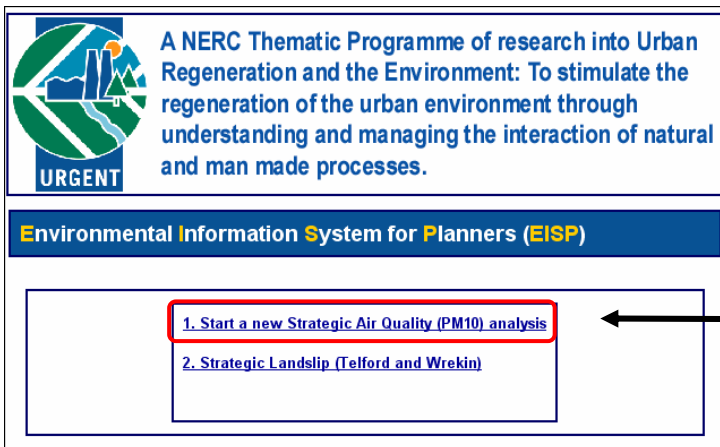 A NERC Thematic Programme of research into Urban
Regeneration and the Environment: To stimulate the
regeneration of the urban environment through
understanding and managing the interaction of natural
and man made processes.
URGENT
Environmental Information System for Planners (EISP)
1. Start a new Strategic Air Quality (PM10) analysis
2. Strategic Landslip (Telford and Wrekin)